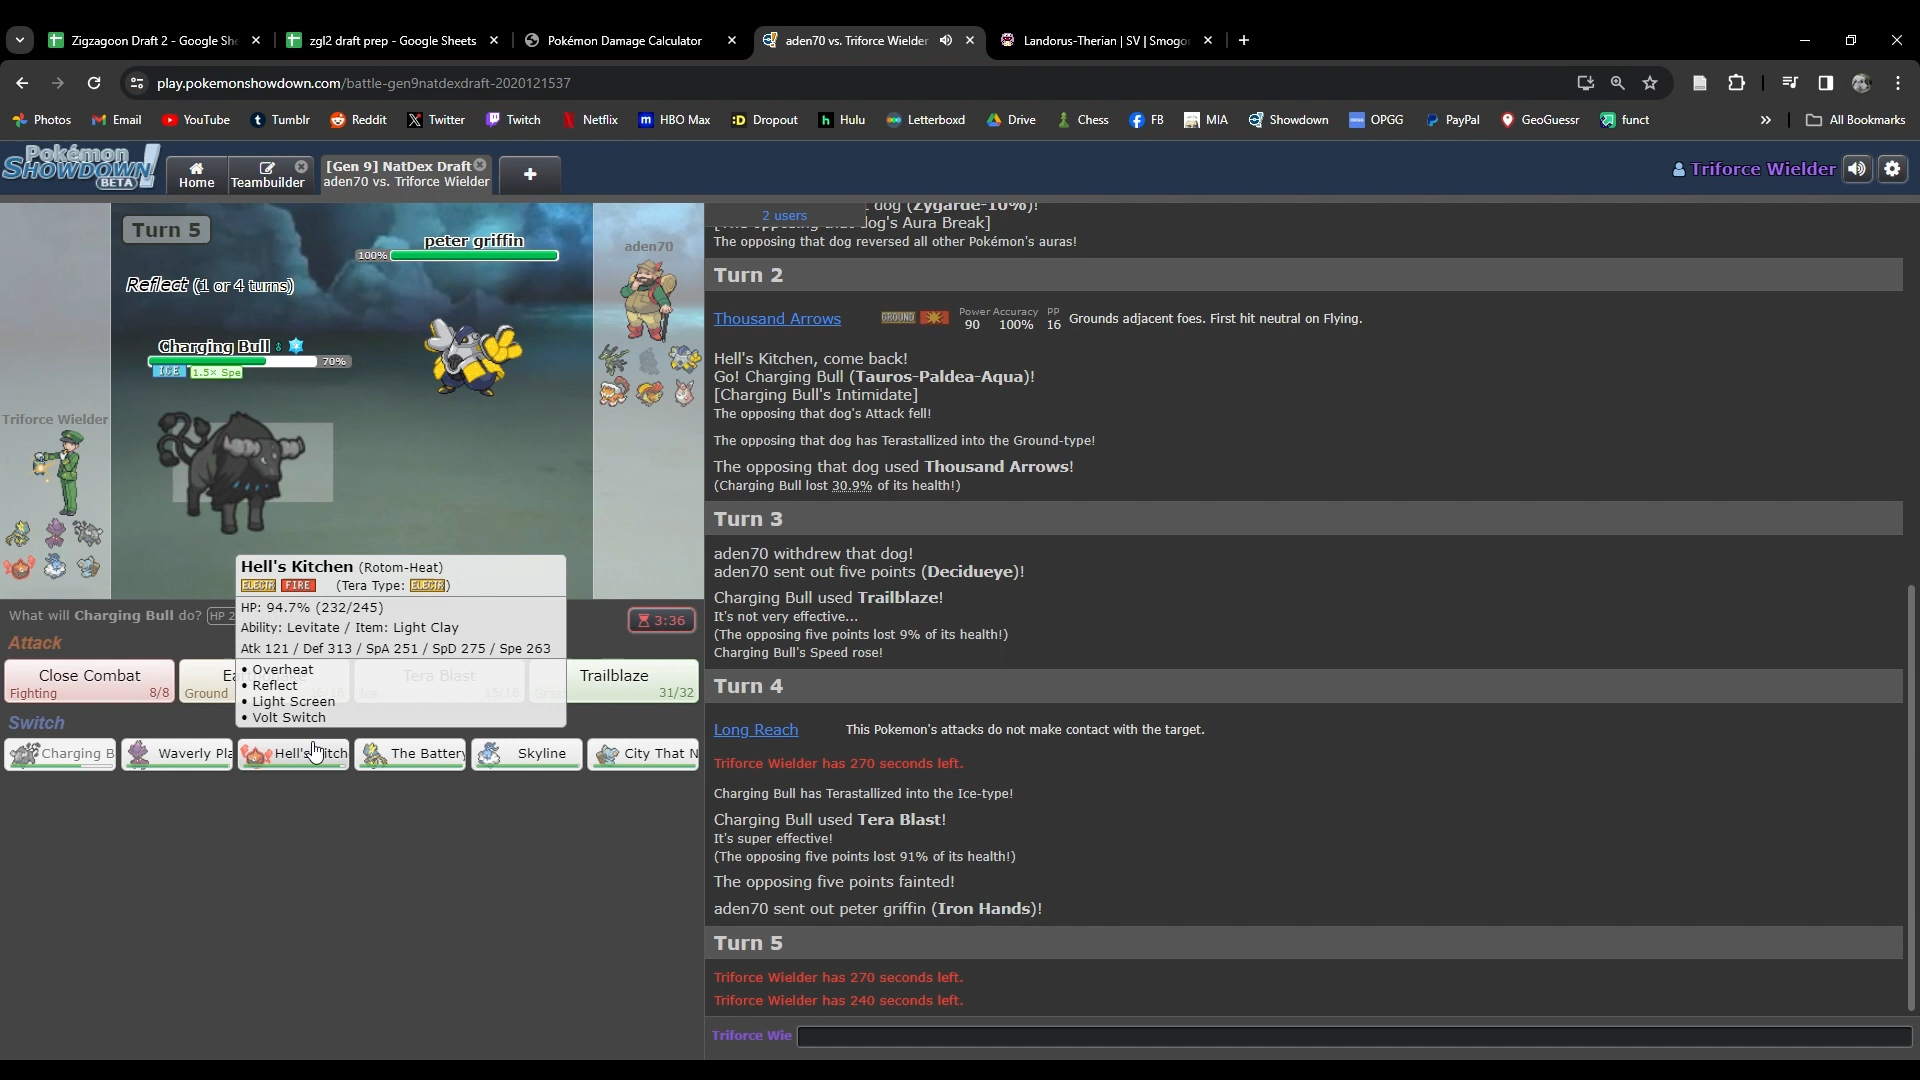 Zigzagoon Draft 2 - Google She
zgl2 draft prep - Google Sheets
Pokémon Damage Calculator
aden70 vs. Triforce Wielder
Landorus-Therian | SV | Smogo
play.pokemonshowdown.com/battle-gen9natdexdraft-2020121537
Photos
Email
YouTube
Tumblr
Reddit
Twitter
Twitch
Netflix
HBO Max
Dropout
Hulu
Letterboxd
Drive
Chess
FB
MIA
Showdown
OPGG
PayPal
GeoGuessr
funct
All Bookmarks
Pokémon
SHOWDOWN!
BETA
Home
Teambuilder
[Gen 9] NatDex Draft
aden70 vs. Triforce Wielder
Triforce Wielder
Turn 5
peter griffin
100%
Reflect (1 or 4 turns)
Charging Bull
70%
ICE
1.5× Spe
aden70
Triforce Wielder
Hell's Kitchen (Rotom-Heat)
ELECTR FIRE (Tera Type: ELECTR)
HP: 94.7% (232/245)
Ability: Levitate / Item: Light Clay
Atk 121 / Def 313 / SpA 251 / SpD 275 / Spe 263
• Overheat
• Reflect
• Light Screen
• Volt Switch
What will Charging Bull do? HP 2
3:36
Attack
Close Combat
Fighting 8/8
Ground
Tera Blast
Ice 15/16
Trailblaze
31/32
Switch
Charging B
Waverly Pla
Hell's Kitch
The Battery
Skyline
City That N
2 users
dog (Zygarde-10%)!
dog's Aura Break]
The opposing that dog reversed all other Pokémon's auras!
Turn 2
Thousand Arrows
GROUND
Power Accuracy PP
90 100% 16
Grounds adjacent foes. First hit neutral on Flying.
Hell's Kitchen, come back!
Go! Charging Bull (Tauros-Paldea-Aqua)!
[Charging Bull's Intimidate]
The opposing that dog's Attack fell!
The opposing that dog has Terastallized into the Ground-type!
The opposing that dog used Thousand Arrows!
(Charging Bull lost 30.9% of its health!)
Turn 3
aden70 withdrew that dog!
aden70 sent out five points (Decidueye)!
Charging Bull used Trailblaze!
It's not very effective...
(The opposing five points lost 9% of its health!)
Charging Bull's Speed rose!
Turn 4
Long Reach
This Pokemon's attacks do not make contact with the target.
Triforce Wielder has 270 seconds left.
Charging Bull has Terastallized into the Ice-type!
Charging Bull used Tera Blast!
It's super effective!
(The opposing five points lost 91% of its health!)
The opposing five points fainted!
aden70 sent out peter griffin (Iron Hands)!
Turn 5
Triforce Wielder has 270 seconds left.
Triforce Wielder has 240 seconds left.
Triforce Wie